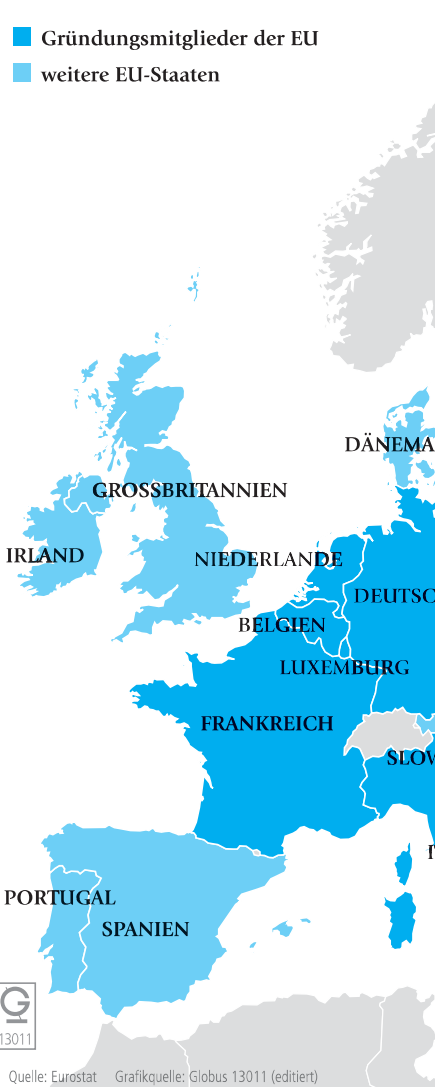 Gründungsmitglieder der EU
weitere EU-Staaten
DÄNEMA
GROSSBRITANNIEN
IRLAND
NIEDERLANDE
DEUTSC
BELGIEN
LUXEMBURG
FRANKREICH
SLOW
PORTUGAL
SPANIEN
G
13011
Quelle: Eurostat Grafikquelle: Globus 13011 (editiert)